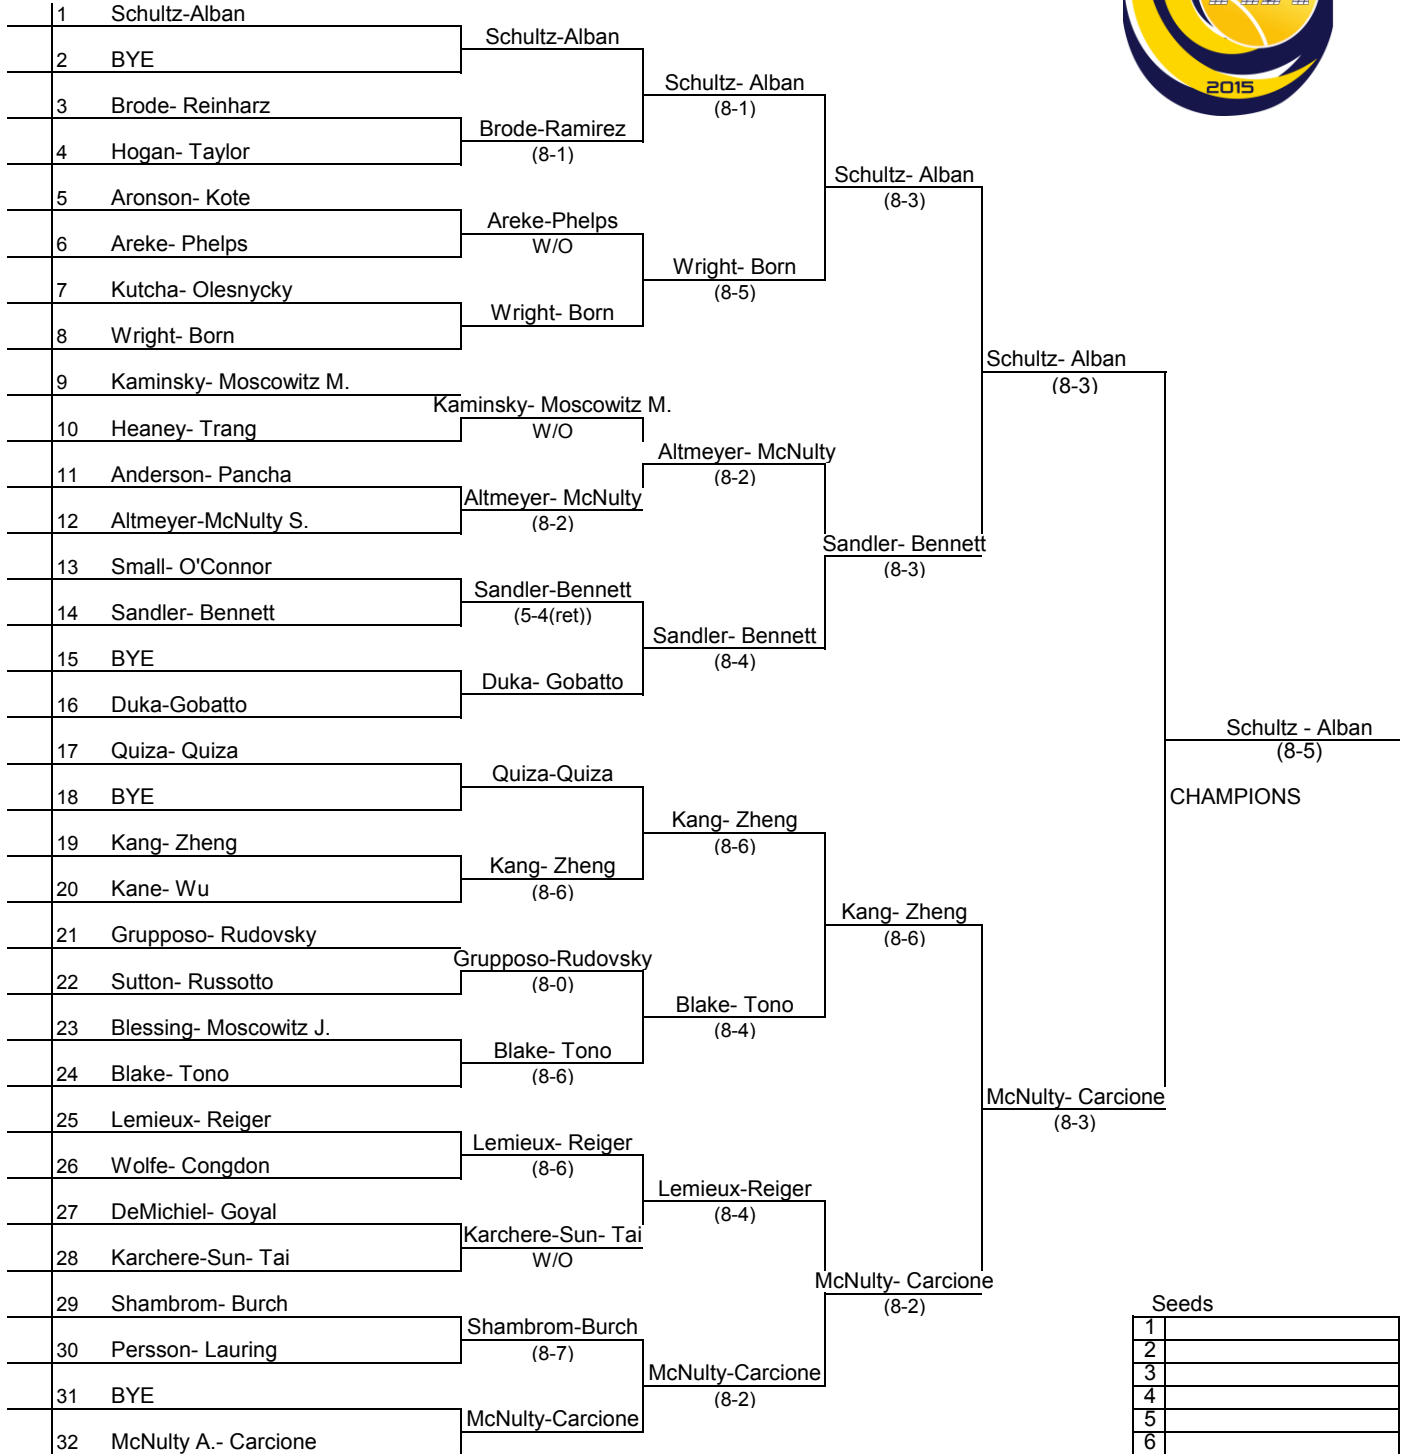 1 Schultz-Alban
Schultz-Alban
2 BYE
Schultz- Alban
(8-1)
2015
3 Brode- Reinharz
Brode-Ramirez
(8-1)
4 Hogan- Taylor
Schultz- Alban
(8-3)
5 Aronson- Kote
Areke-Phelps
W/O
6 Areke- Phelps
Wright- Born
(8-5)
7 Kutcha- Olesnycky
Wright- Born
8 Wright- Born
Schultz- Alban
(8-3)
9 Kaminsky- Moscowitz M.
Kaminsky- Moscowitz M.
W/O
10 Heaney- Trang
Altmeyer- McNulty
(8-2)
11 Anderson- Pancha
Altmeyer- McNulty
(8-2)
12 Altmeyer-McNulty S.
Sandler- Bennett
(8-3)
13 Small- O'Connor
Sandler-Bennett
(5-4(ret))
14 Sandler- Bennett
Sandler- Bennett
(8-4)
15 BYE
Duka- Gobatto
16 Duka-Gobatto
Schultz - Alban
(8-5)
17 Quiza- Quiza
Quiza-Quiza
18 BYE
CHAMPIONS
Kang- Zheng
(8-6)
19 Kang- Zheng
Kang- Zheng
(8-6)
20 Kane- Wu
Kang- Zheng
(8-6)
21 Grupposo- Rudovsky
Grupposo-Rudovsky
(8-0)
22 Sutton- Russotto
Blake- Tono
(8-4)
23 Blessing- Moscowitz J.
Blake- Tono
(8-6)
24 Blake- Tono
McNulty- Carcione
(8-3)
25 Lemieux- Reiger
Lemieux- Reiger
(8-6)
26 Wolfe- Congdon
Lemieux-Reiger
(8-4)
27 DeMichiel- Goyal
Karchere-Sun- Tai
W/O
28 Karchere-Sun- Tai
McNulty- Carcione
(8-2)
29 Shambrom- Burch
Shambrom-Burch
(8-7)
30 Persson- Lauring
McNulty-Carcione
(8-2)
31 BYE
McNulty-Carcione
32 McNulty A.- Carcione
Seeds
1
2
3
4
5
6